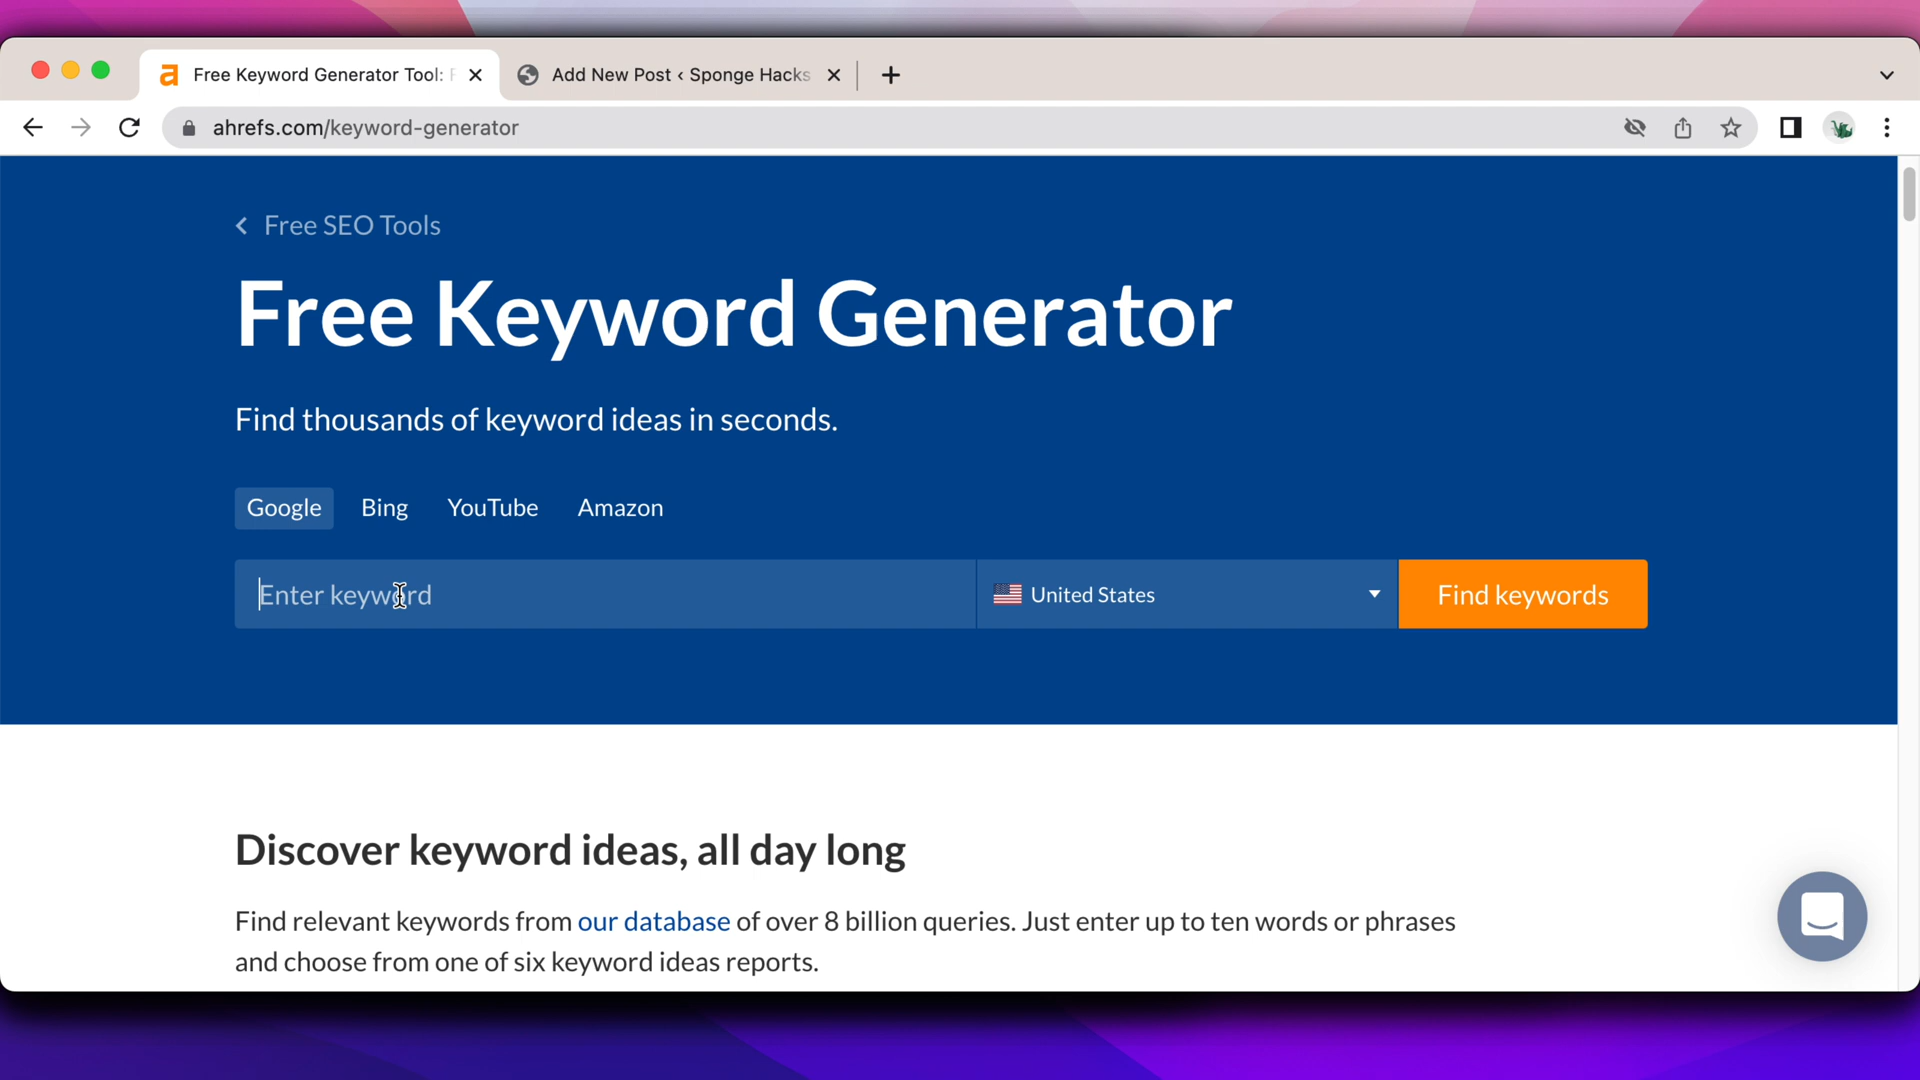 Free Keyword Generator Tool:
Add New Post ‹ Sponge Hacks
ahrefs.com/keyword-generator
Free SEO Tools
Free Keyword Generator
Find thousands of keyword ideas in seconds.
Google Bing YouTube Amazon
Enter keyword United States Find keywords
Discover keyword ideas, all day long
Find relevant keywords from our database of over 8 billion queries. Just enter up to ten words or phrases
and choose from one of six keyword ideas reports.